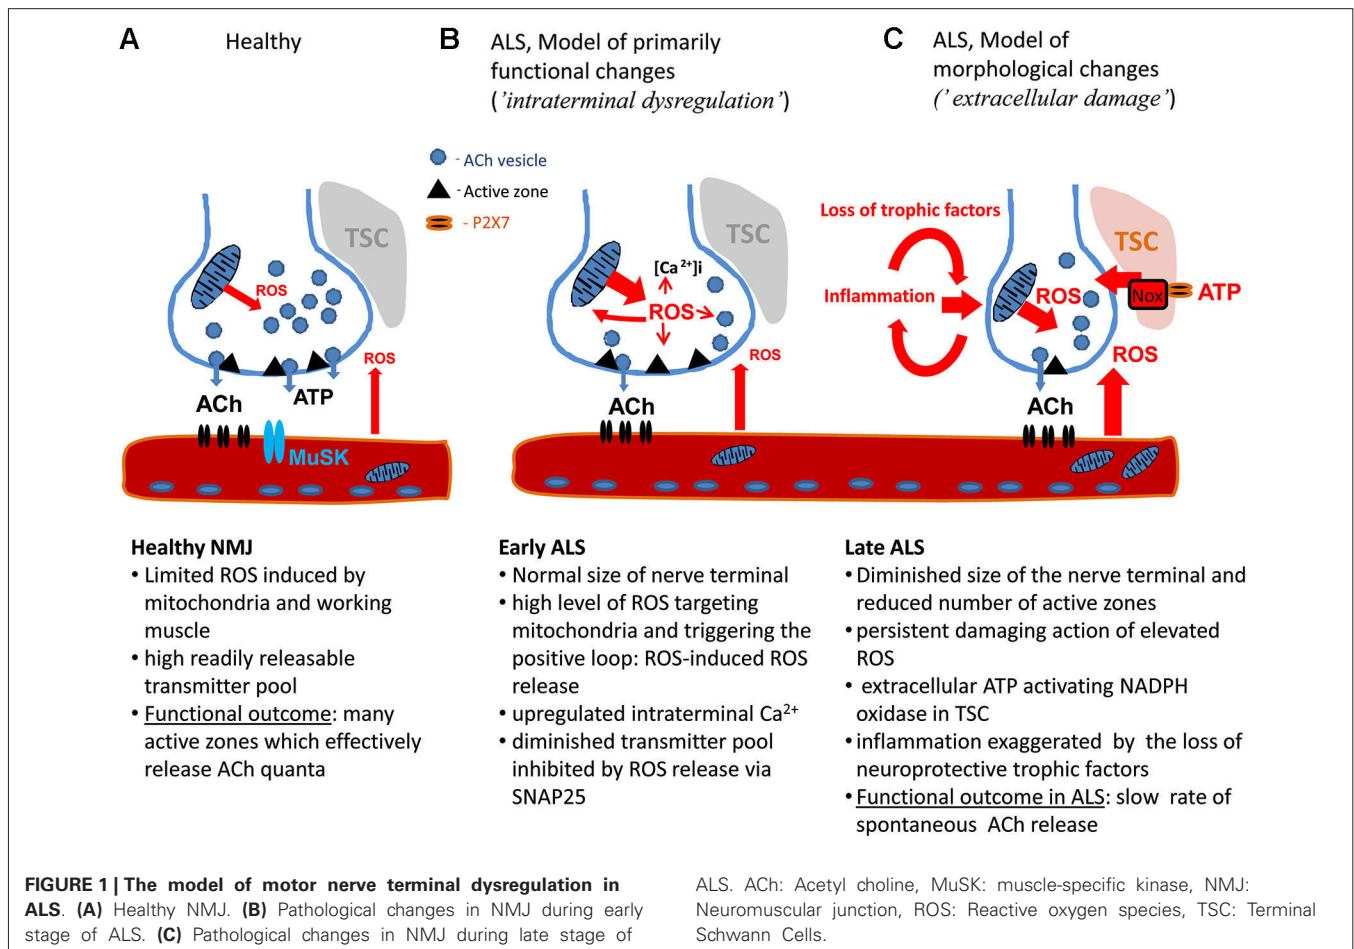 A Healthy
B ALS, Model of primarily
functional changes
('intraterminal dysregulation')
C ALS, Model of
morphological changes
('extracellular damage')
- ACh vesicle
- Active zone
- P2X7
TSC
ROS
ROS
ACh
ATP
MuSK
TSC
[Ca2+]i
ROS
ROS
ACh
Loss of trophic factors
Inflammation
TSC
ROS
Nox
ATP
ROS
ACh
Healthy NMJ
• Limited ROS induced by
mitochondria and working
muscle
• high readily releasable
transmitter pool
• Functional outcome: many
active zones which effectively
release ACh quanta
Early ALS
• Normal size of nerve terminal
• high level of ROS targeting
mitochondria and triggering the
positive loop: ROS-induced ROS
release
• upregulated intraterminal Ca2+
• diminished transmitter pool
inhibited by ROS release via
SNAP25
Late ALS
• Diminished size of the nerve terminal and
reduced number of active zones
• persistent damaging action of elevated
ROS
• extracellular ATP activating NADPH
oxidase in TSC
• inflammation exaggerated by the loss of
neuroprotective trophic factors
• Functional outcome in ALS: slow rate of
spontaneous ACh release
FIGURE 1 | The model of motor nerve terminal dysregulation in
ALS. (A) Healthy NMJ. (B) Pathological changes in NMJ during early
stage of ALS. (C) Pathological changes in NMJ during late stage of
ALS. ACh: Acetyl choline, MuSK: muscle-specific kinase, NMJ:
Neuromuscular junction, ROS: Reactive oxygen species, TSC: Terminal
Schwann Cells.